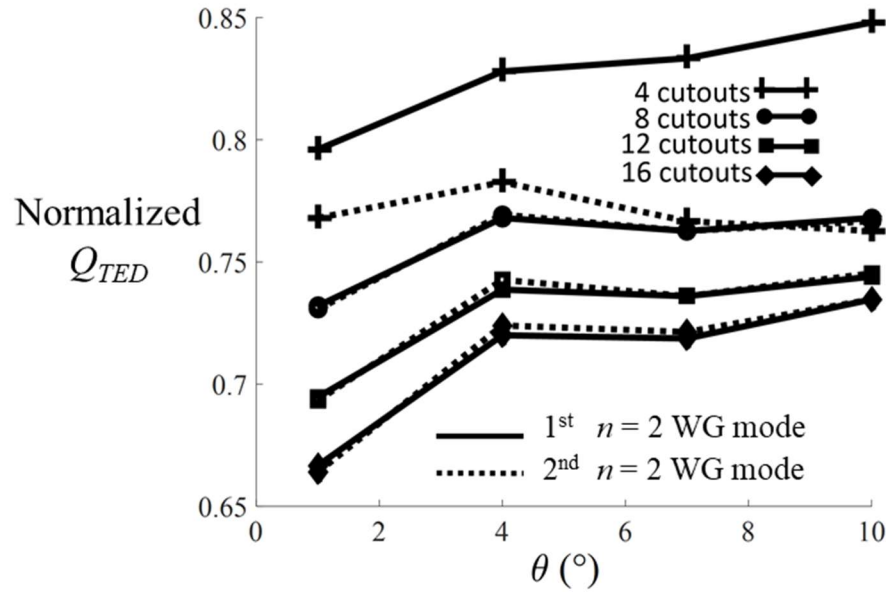 0.85
0.8
0.75
0.7
0.65
Normalized
Q_TED
4 cutouts
8 cutouts
12 cutouts
16 cutouts
1st n = 2 WG mode
2nd n = 2 WG mode
0 2 4 6 8 10
θ (°)